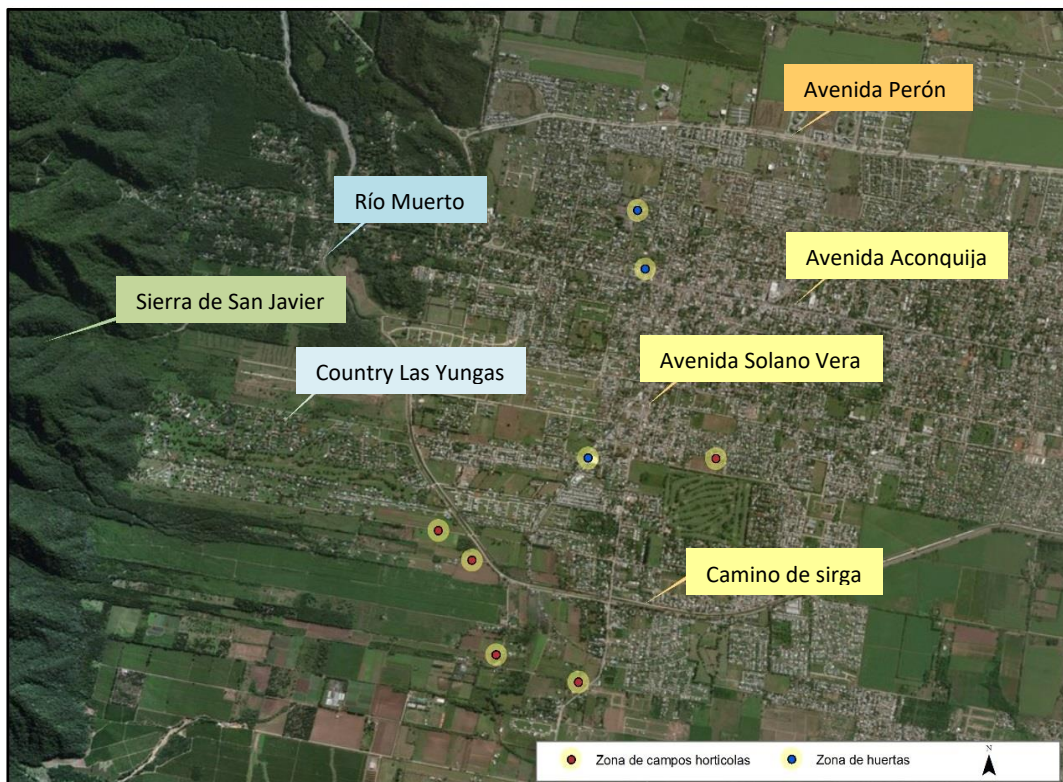 Avenida Perón
Río Muerto
Avenida Aconquija
Sierra de San Javier
Avenida Solano Vera
Country Las Yungas
Camino de sirga
Zona de campos horticolas
Zona de huertas
N